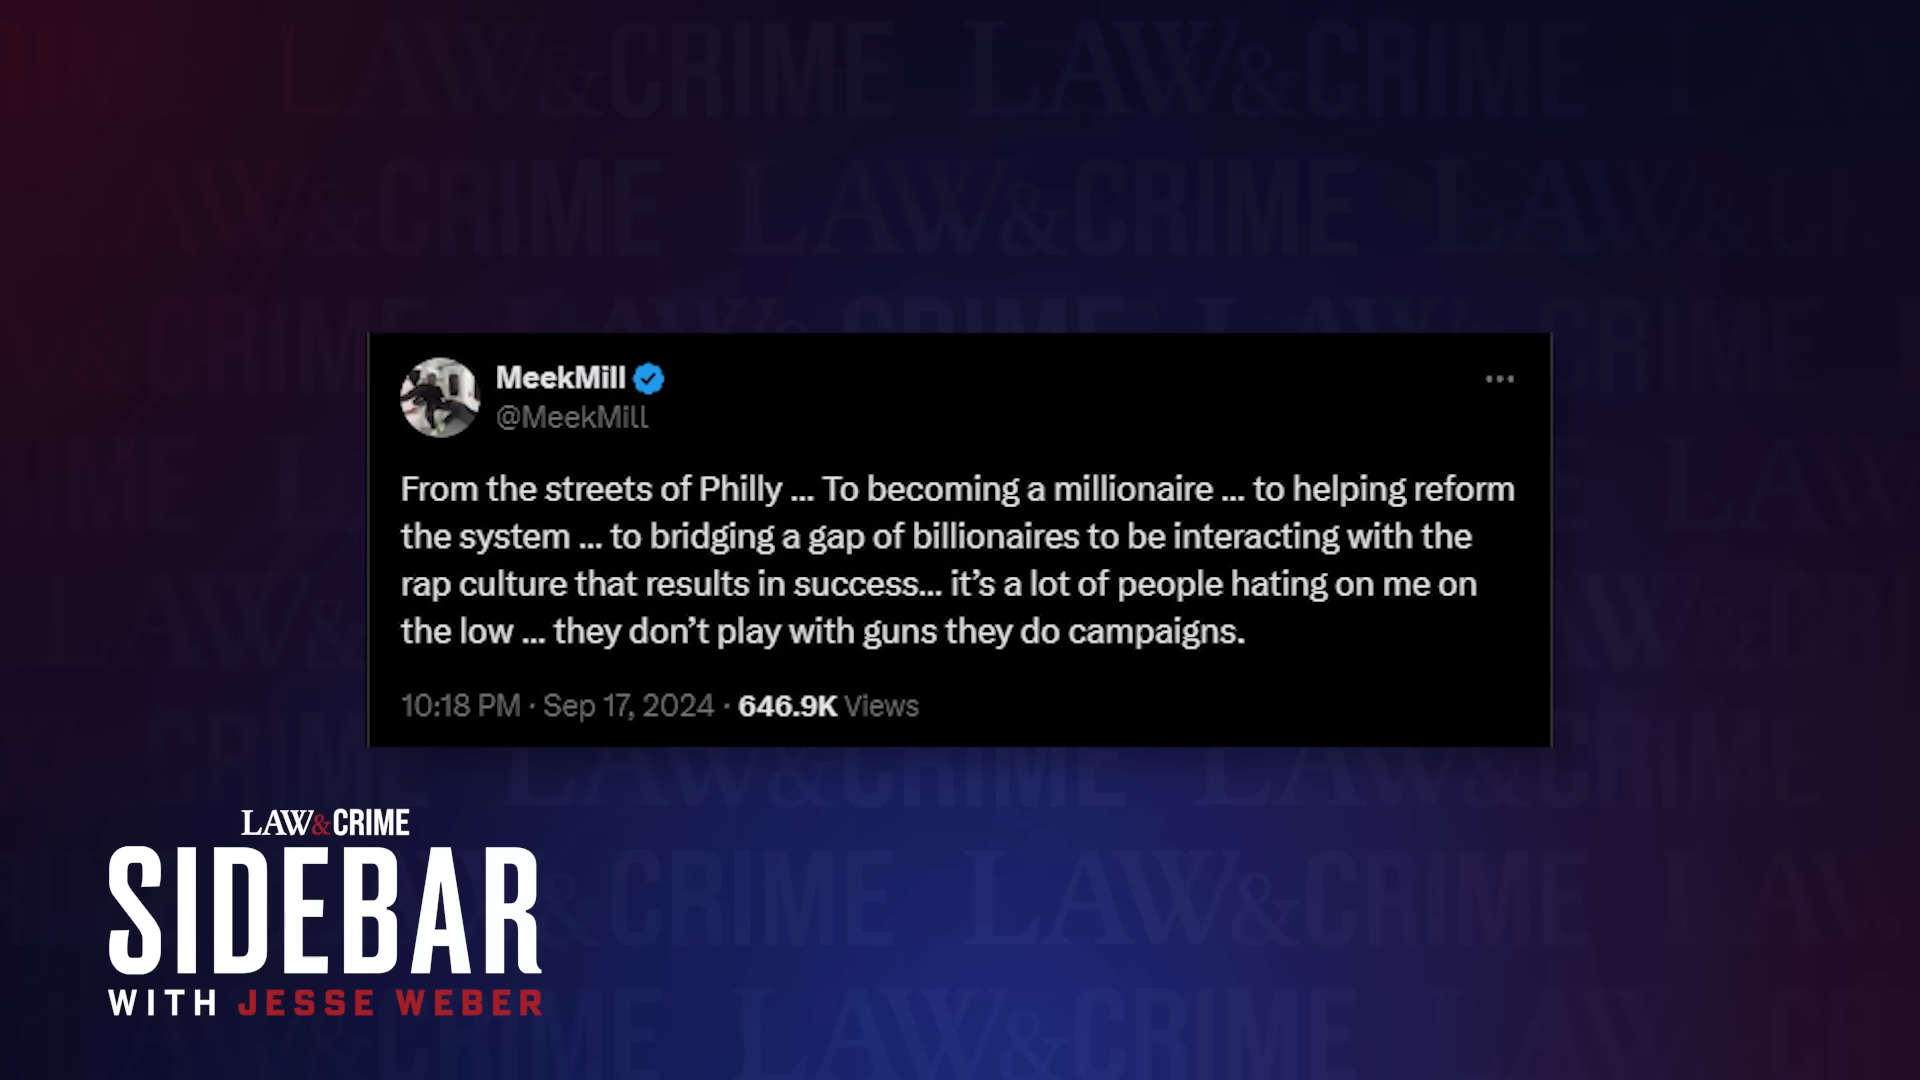 MeekMill
@MeekMill
From the streets of Philly ... To becoming a millionaire ... to helping reform
the system ... to bridging a gap of billionaires to be interacting with the
rap culture that results in success... it’s a lot of people hating on me on
the low ... they don’t play with guns they do campaigns.
10:18 PM · Sep 17, 2024 · 646.9K Views
LAW&CRIME
SIDEBAR
WITH JESSE WEBER